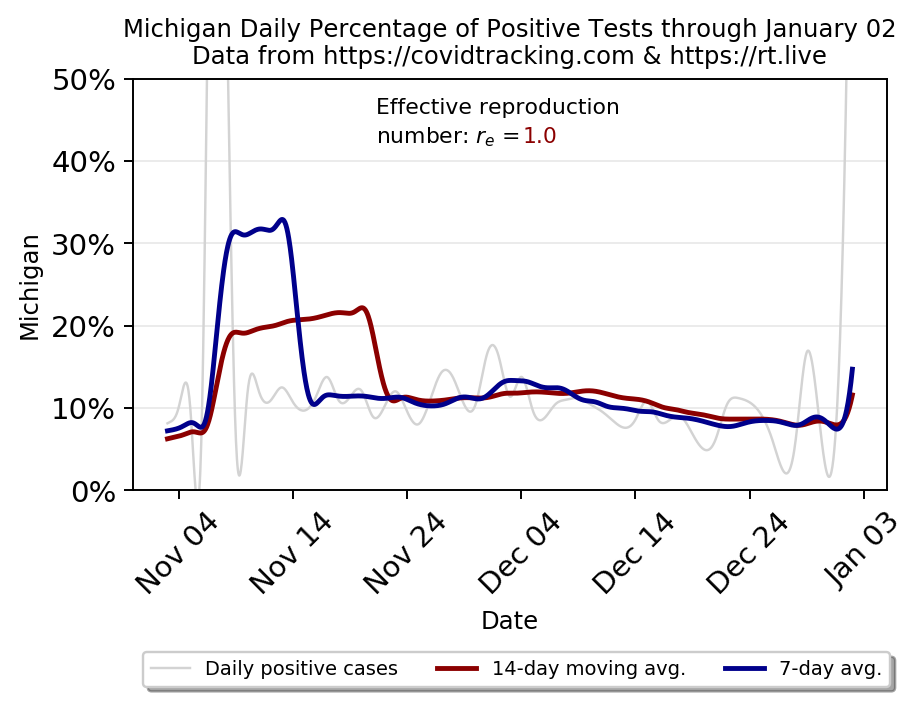 Michigan Daily Percentage of Positive Tests through January 02
Data from https://covidtracking.com & https://rt.live
50%
40%
30%
20%
10%
0%
Michigan
Effective reproduction
number: rₑ =1.0
Nov 04
Nov 14
Nov 24
Dec 04
Dec 14
Dec 24
Jan 03
Date
Daily positive cases
14-day moving avg.
7-day avg.